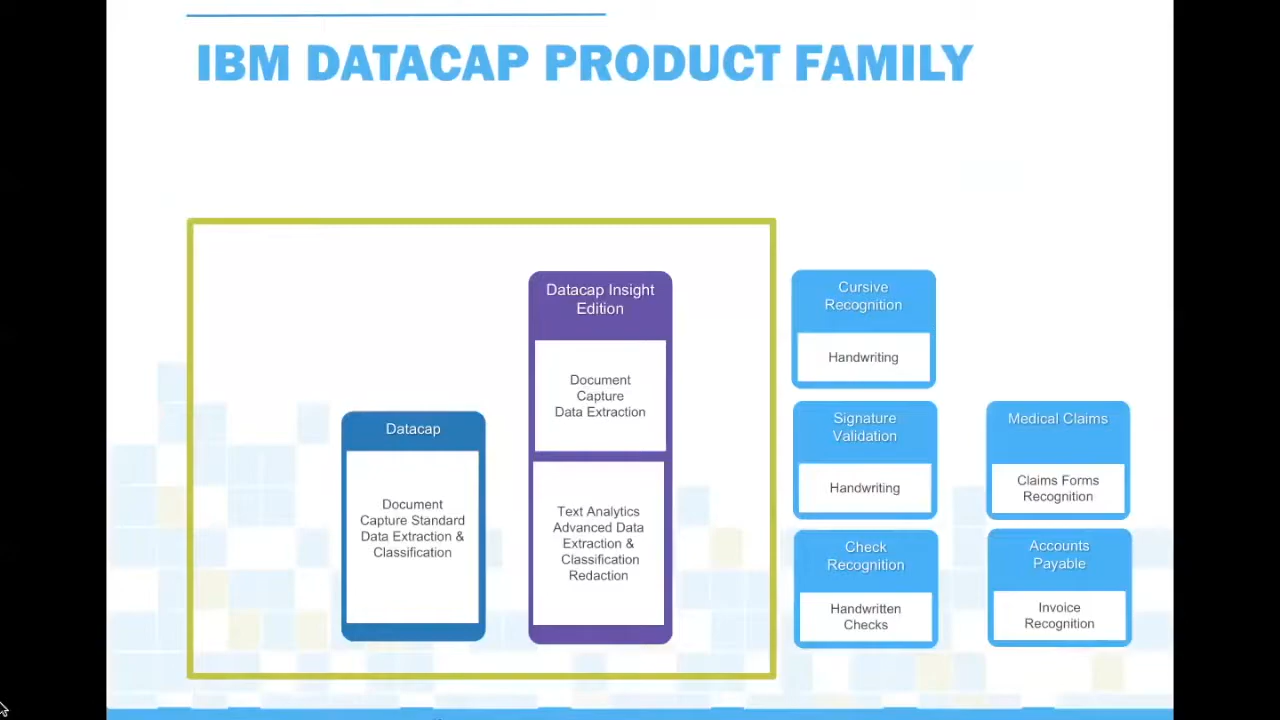 IBM DATACAP PRODUCT FAMILY
Datacap
Document
Capture Standard
Data Extraction &
Classification
Datacap Insight
Edition
Document
Capture
Data Extraction
Text Analytics
Advanced Data
Extraction &
Classification
Redaction
Cursive
Recognition
Handwriting
Signature
Validation
Handwriting
Check
Recognition
Handwritten
Checks
Medical Claims
Claims Forms
Recognition
Accounts
Payable
Invoice
Recognition